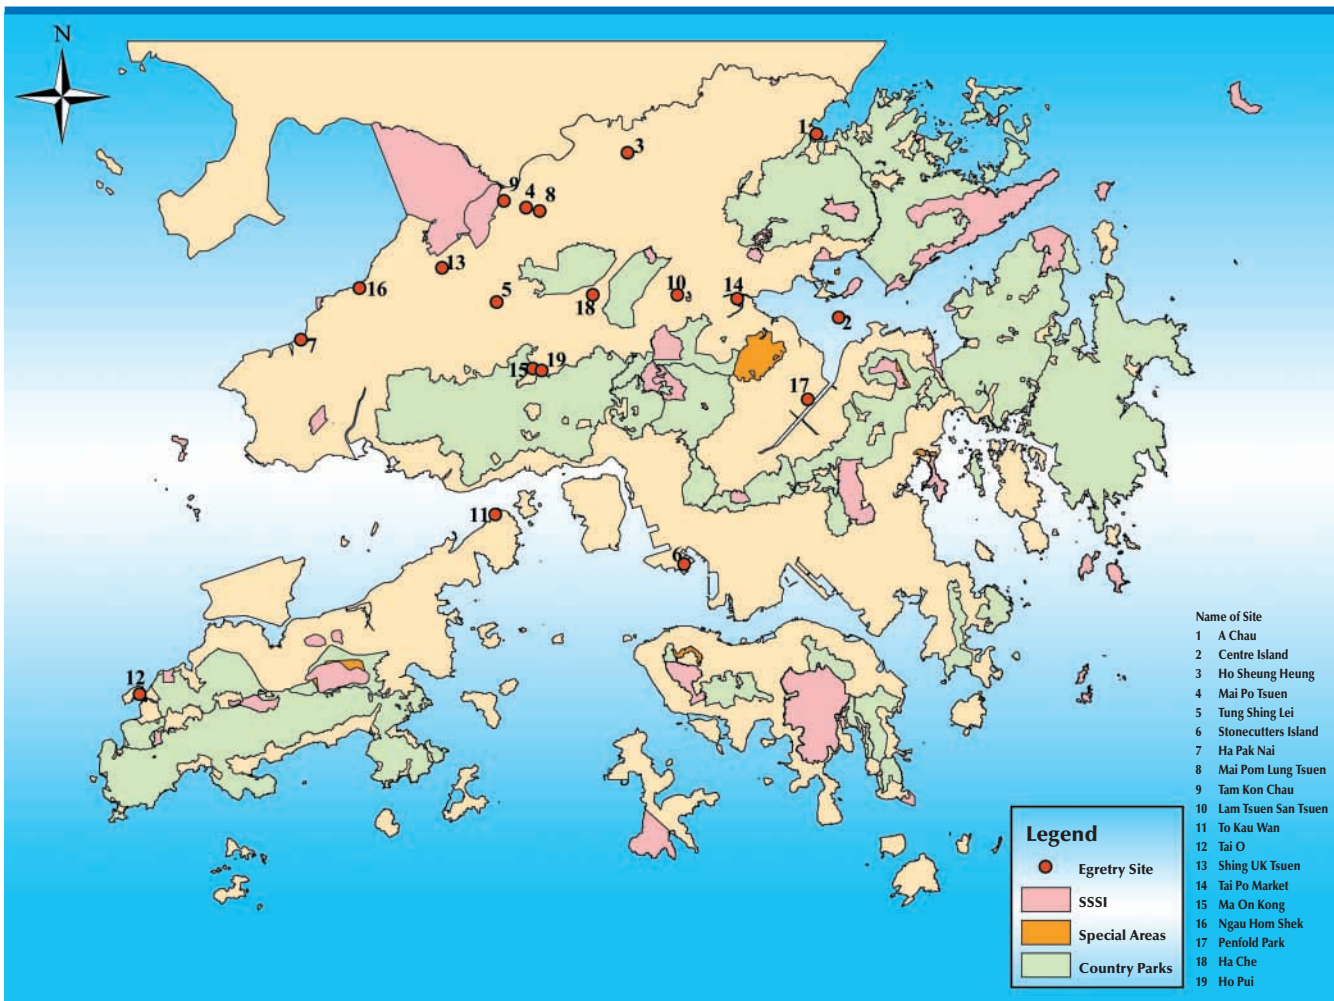 N
1
3
9
4
8
13
16
5
18
10
14
2
7
15
19
17
11
6
12
Name of Site
1 A Chau
2 Centre Island
3 Ho Sheung Heung
4 Mai Po Tsuen
5 Tung Shing Lei
6 Stonecutters Island
7 Ha Pak Nai
8 Mai Pom Lung Tsuen
9 Tam Kon Chau
10 Lam Tsuen San Tsuen
11 To Kau Wan
12 Tai O
13 Shing UK Tsuen
14 Tai Po Market
15 Ma On Kong
16 Ngau Hom Shek
17 Penfold Park
18 Ha Che
19 Ho Pui
Legend
Egretry Site
SSSI
Special Areas
Country Parks